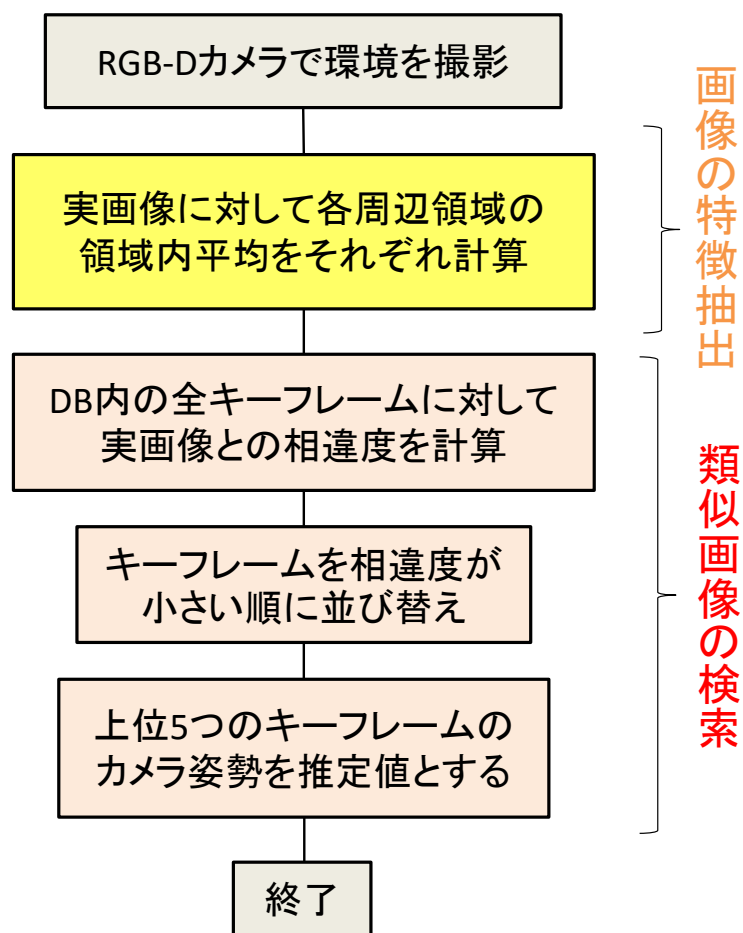 RGB-Dカメラで環境を撮影
実画像に対して各周辺領域の
領域内平均をそれぞれ計算
画像の特徴抽出
DB内の全キーフレームに対して
実画像との相違度を計算
キーフレームを相違度が
小さい順に並び替え
上位5つのキーフレームの
カメラ姿勢を推定値とする
類似画像の検索
終了